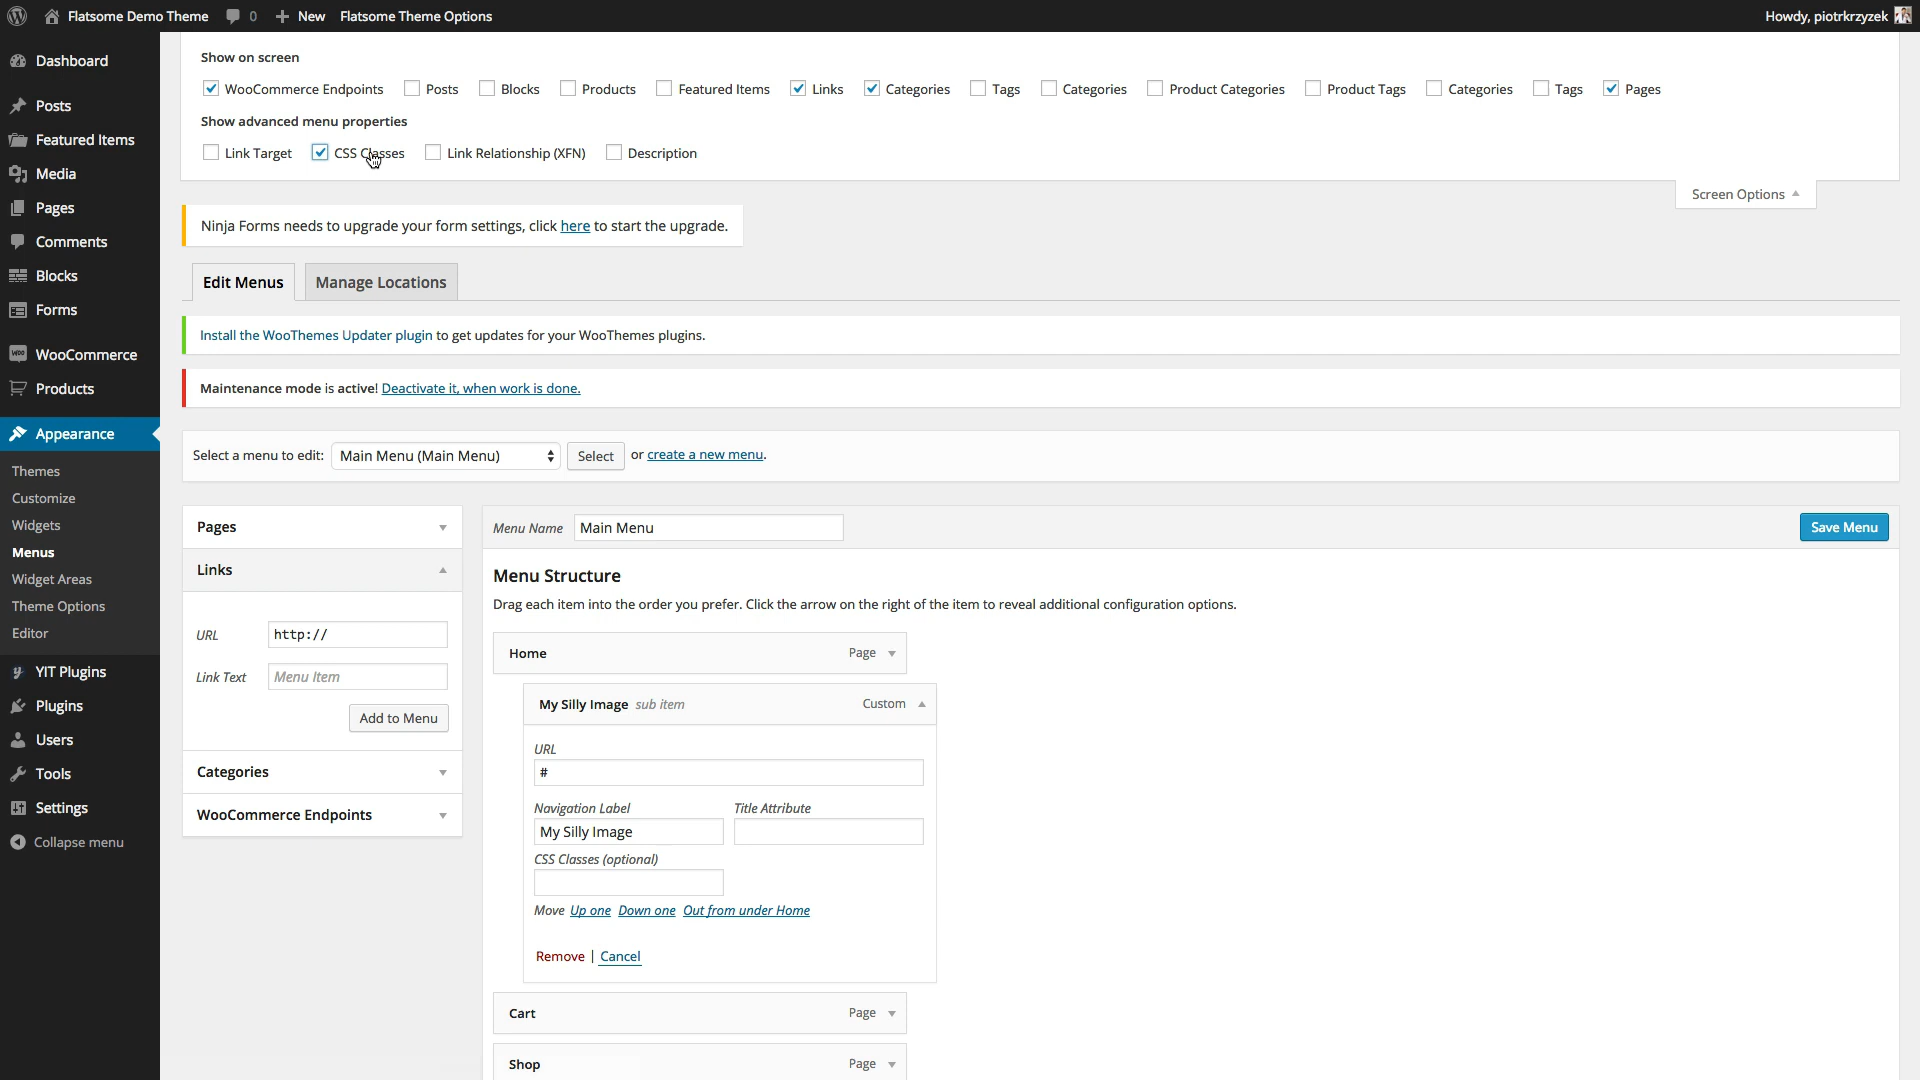 Flatsome Demo Theme 0 New Flatsome Theme Options Howdy, piotrkrzyzek
Dashboard
Posts
Featured Items
Media
Pages
Comments
Blocks
Forms
WooCommerce
Products
Appearance
Themes
Customize
Widgets
Menus
Widget Areas
Theme Options
Editor
YIT Plugins
Plugins
Users
Tools
Settings
Collapse menu
Show on screen
WooCommerce Endpoints Posts Blocks Products Featured Items Links Categories Tags Categories Product Categories Product Tags Categories Tags Pages
Show advanced menu properties
Link Target CSS Classes Link Relationship (XFN) Description
Screen Options
Ninja Forms needs to upgrade your form settings, click here to start the upgrade.
Edit Menus Manage Locations
Install the WooThemes Updater plugin to get updates for your WooThemes plugins.
Maintenance mode is active! Deactivate it, when work is done.
Select a menu to edit: Main Menu (Main Menu) Select or create a new menu.
Pages
Links
URL http://
Link Text Menu Item
Add to Menu
Categories
WooCommerce Endpoints
Menu Name Main Menu Save Menu
Menu Structure
Drag each item into the order you prefer. Click the arrow on the right of the item to reveal additional configuration options.
Home Page
My Silly Image sub item Custom
URL
#
Navigation Label Title Attribute
My Silly Image
CSS Classes (optional)
Move Up one Down one Out from under Home
Remove | Cancel
Cart Page
Shop Page